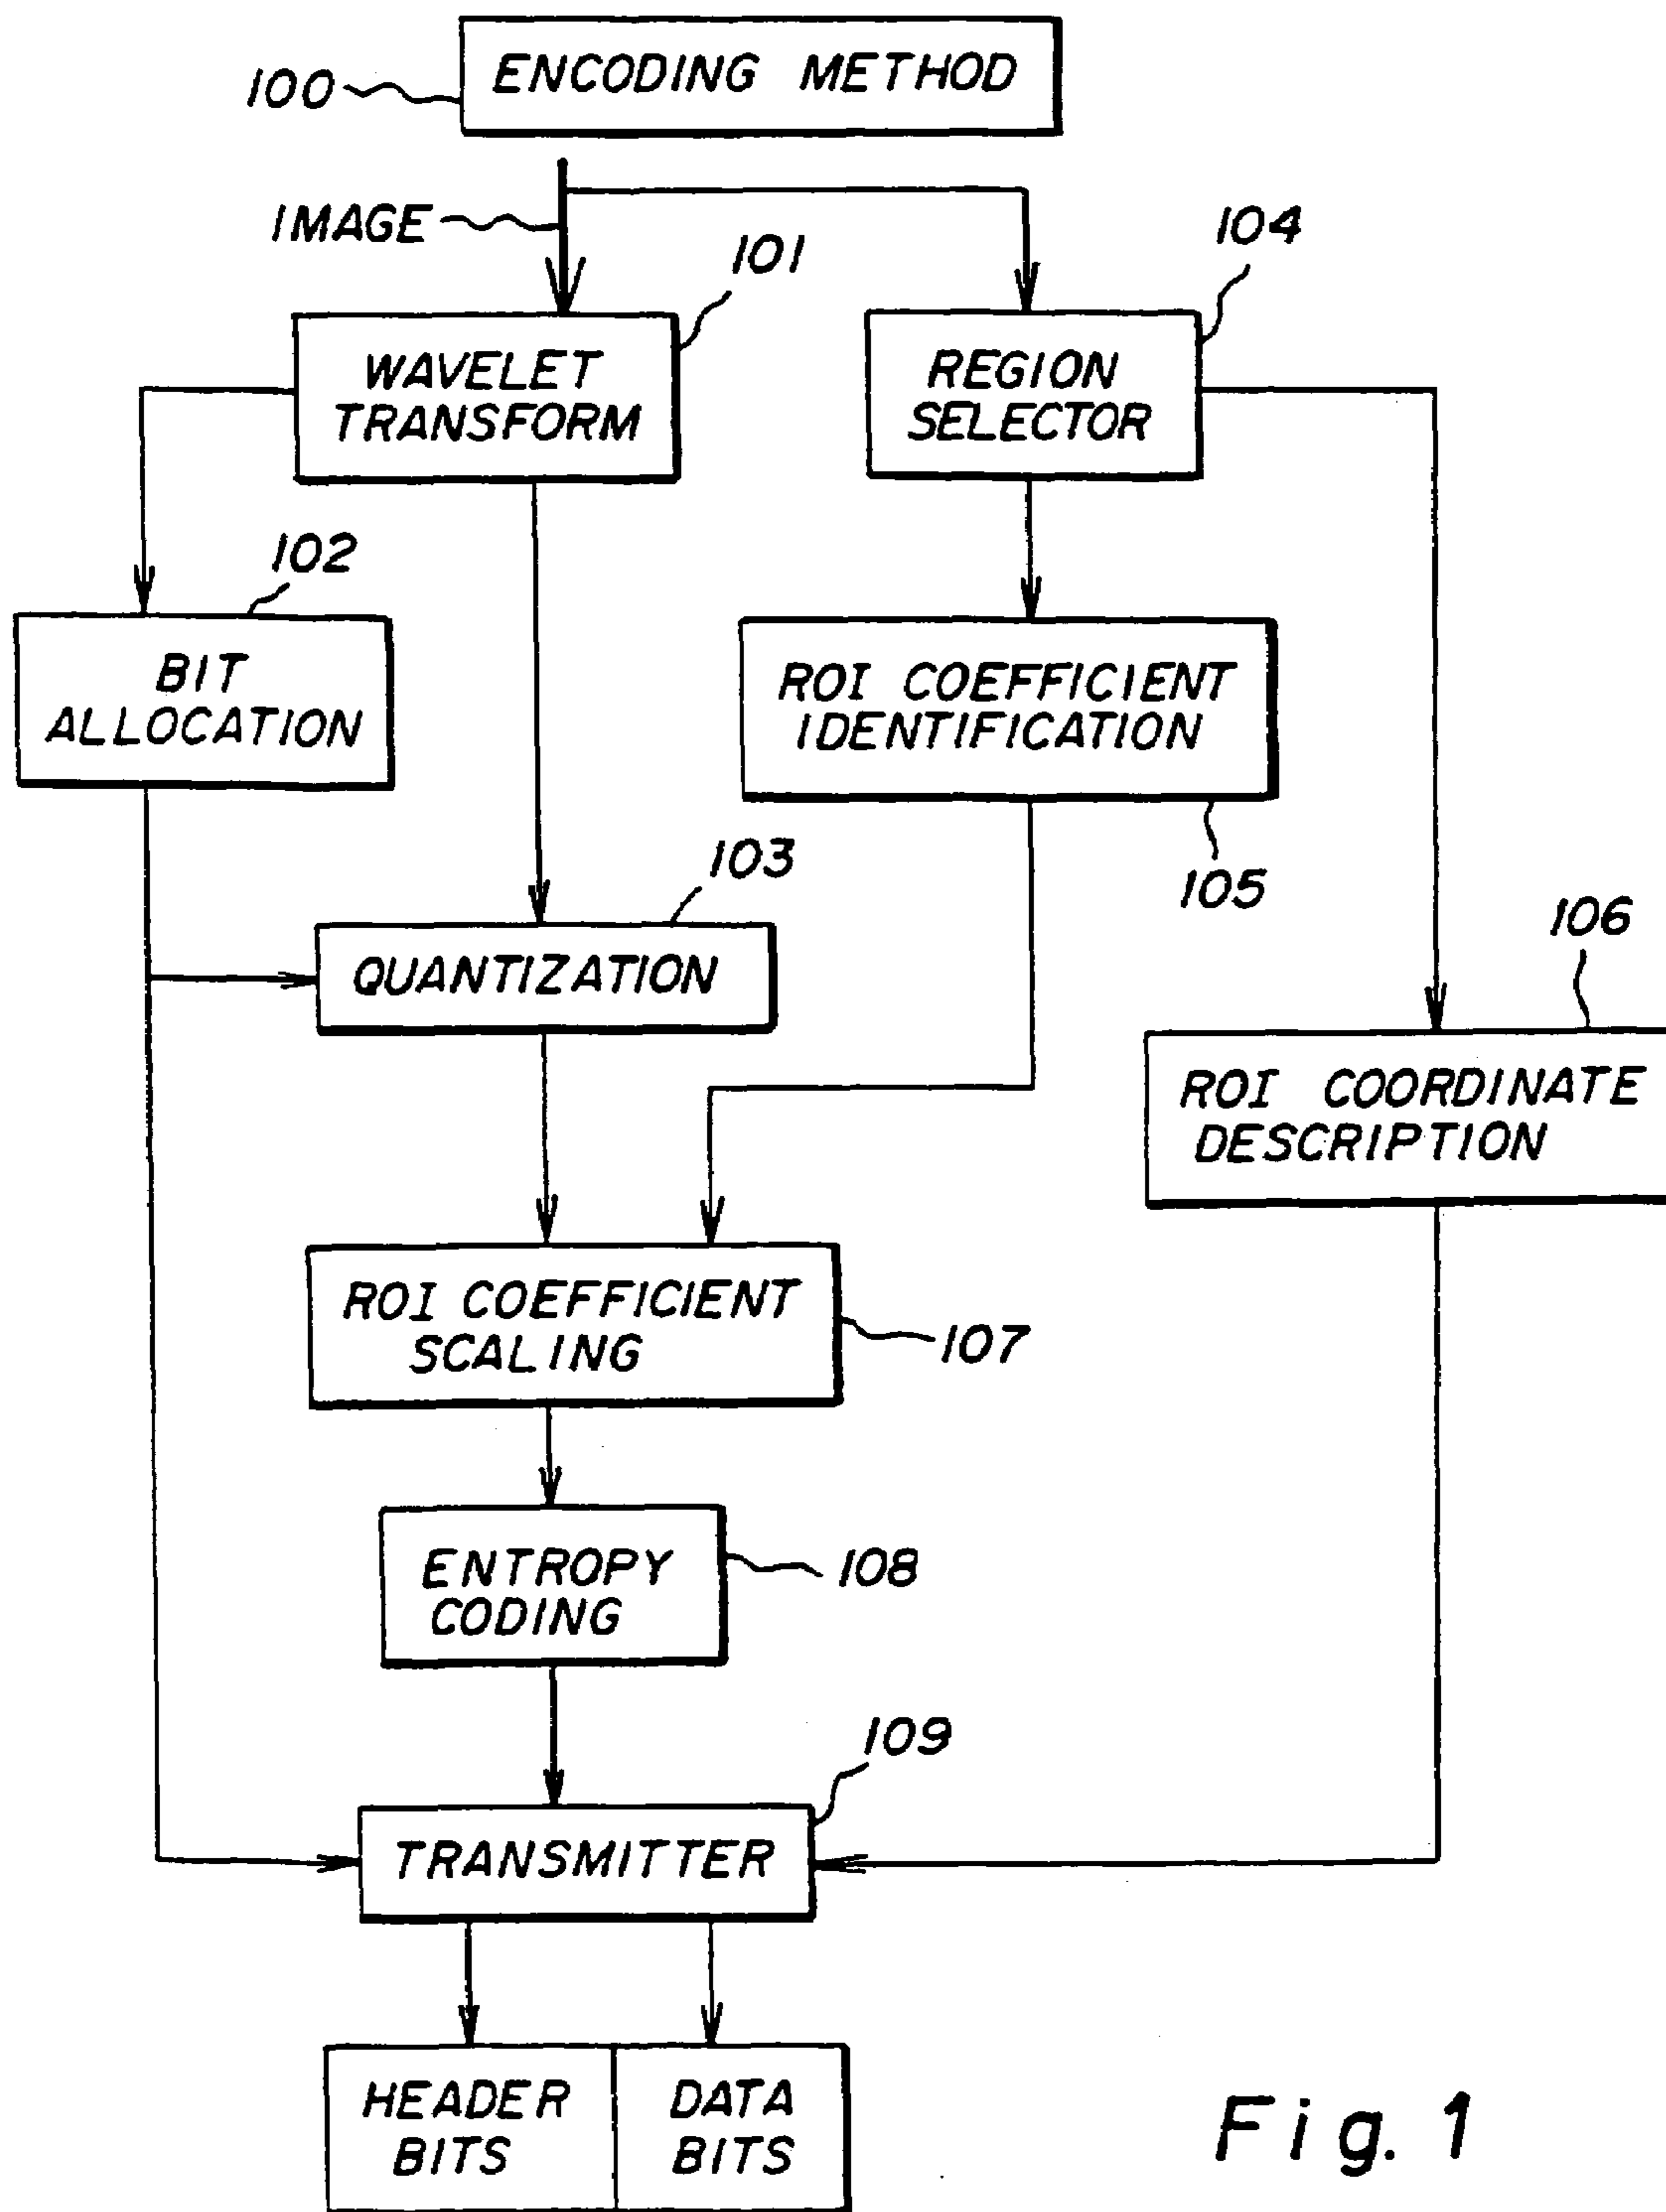 ENCODING METHOD
100
IMAGE
101
104
WAVELET
TRANSFORM
REGION
SELECTOR
102
BIT
ALLOCATION
ROI COEFFICIENT
IDENTIFICATION
103
105
106
QUANTIZATION
ROI COORDINATE
DESCRIPTION
ROI COEFFICIENT
SCALING
107
ENTROPY
CODING
108
109
TRANSMITTER
HEADER
BITS
DATA
BITS
Fig. 1